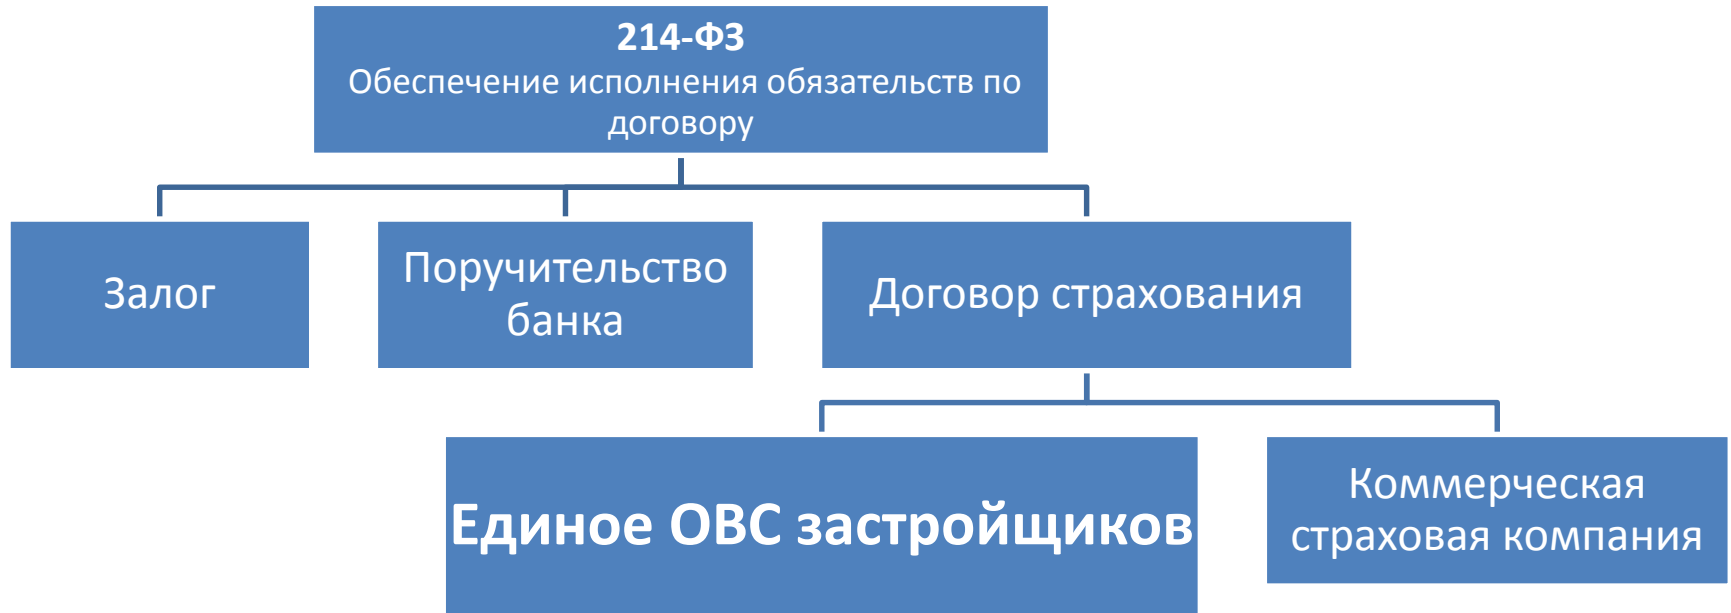 214-ФЗ
Обеспечение исполнения обязательств по
договору
Залог
Поручительство
банка
Договор страхования
Единое ОВС застройщиков
Коммерческая
страховая компания